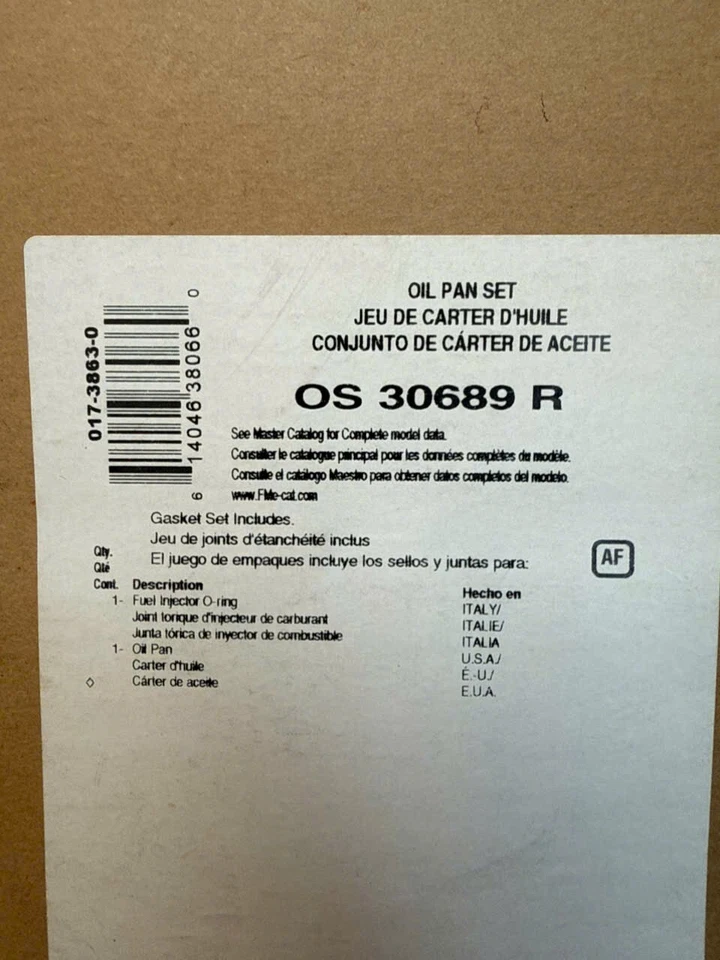 OIL PAN SET
JEU DE CARTER D'HUILE
CONJUNTO DE CÁRTER DE ACEITE
017-3863-0
6 14046 38066 0
OS 30689 R
See Master Catalog for Complete model data.
Consulter le catalogue principal pour les données complètes du modèle.
Consulte el catálogo Maestro para obtener datos completos del modelo.
www.FMe-cat.com
Gasket Set Includes.
Jeu de joints d'étanchéité inclus
El juego de empaques incluye los sellos y juntas para:
AF
Qty.
Qté
Cont. Description Hecho en
1- Fuel Injector O-ring ITALY/
Joint torique d'injecteur de carburant ITALIE/
Junta tórica de inyector de combustible ITALIA
1- Oil Pan U.S.A./
Carter d'huile É.-U./
◇ Cárter de aceite E.U.A.